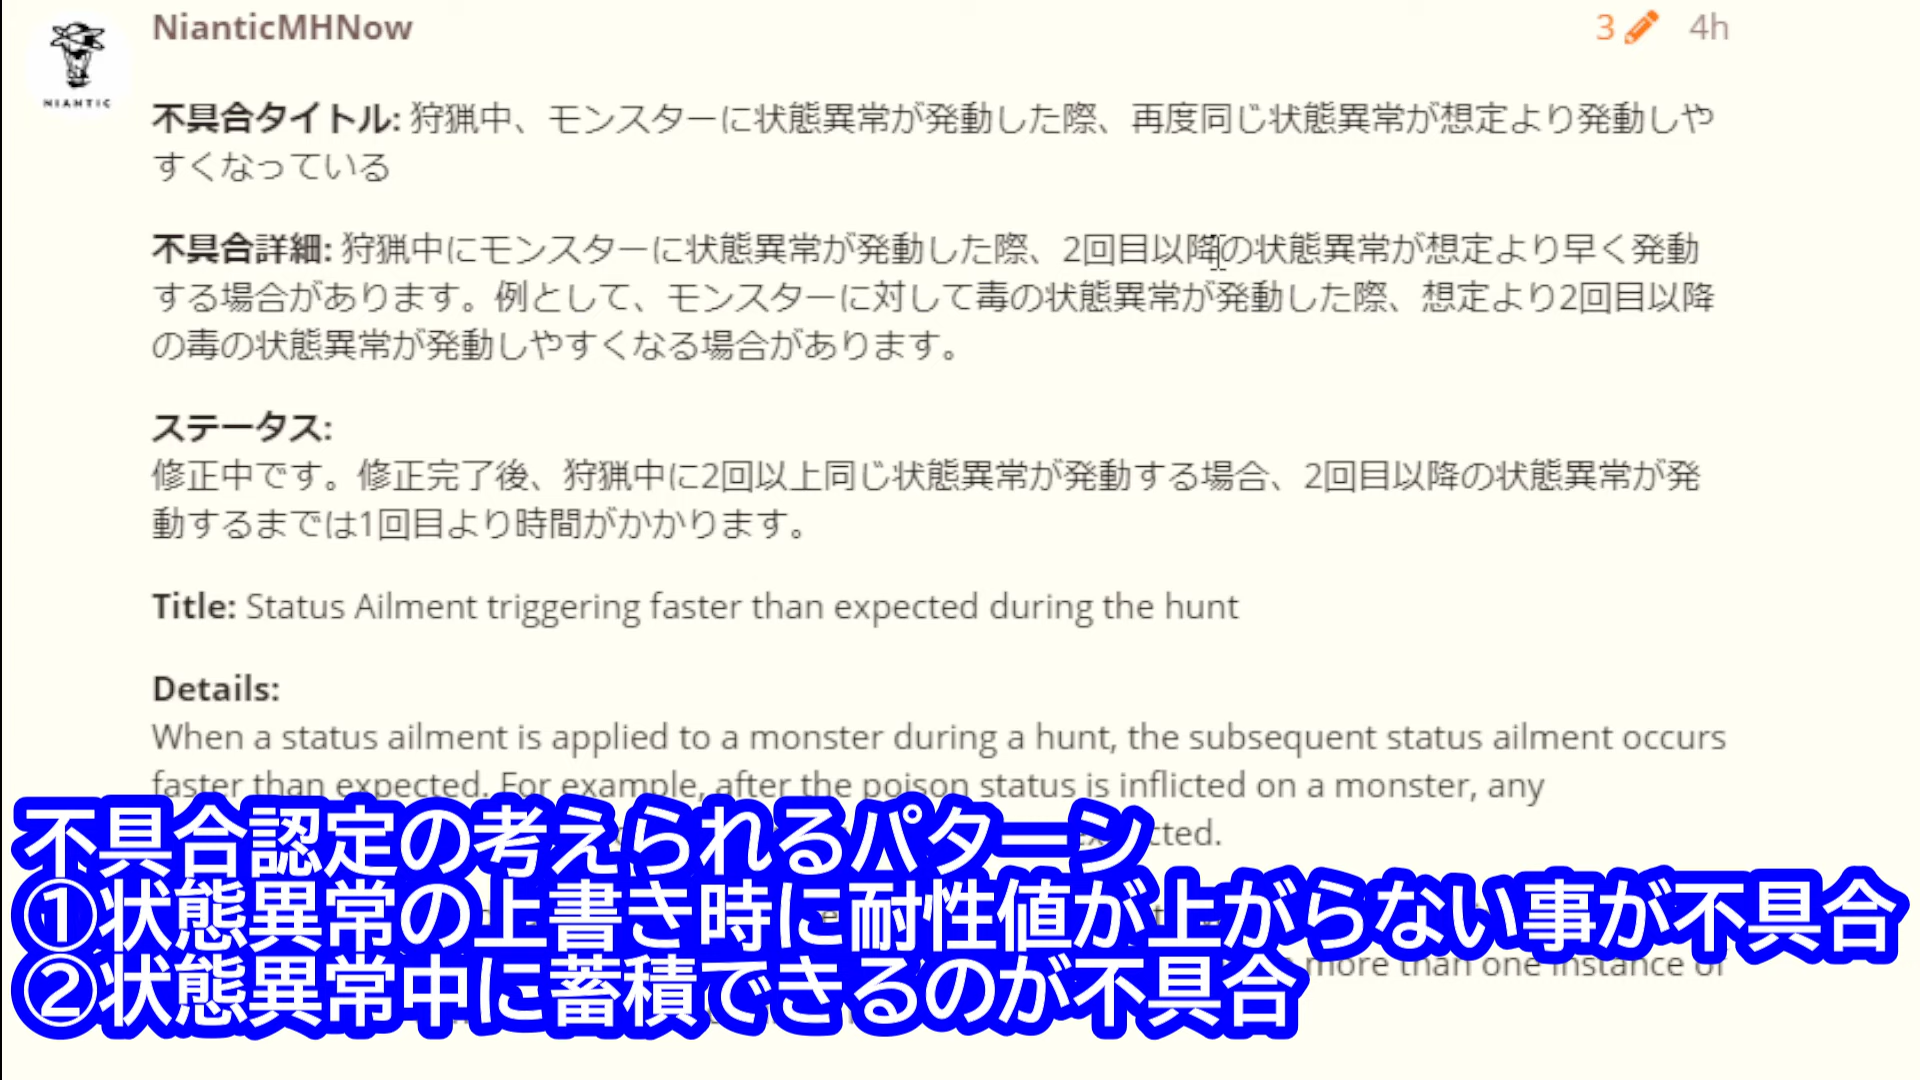 NianticMHNow
3
4h
NIANTIC
不具合タイトル: 狩猟中、モンスターに状態異常が発動した際、再度同じ状態異常が想定より発動しや
すくなっている
不具合詳細: 狩猟中にモンスターに状態異常が発動した際、2回目以降の状態異常が想定より早く発動
する場合があります。例として、モンスターに対して毒の状態異常が発動した際、想定より2回目以降
の毒の状態異常が発動しやすくなる場合があります。
ステータス:
修正中です。修正完了後、狩猟中に2回以上同じ状態異常が発動する場合、2回目以降の状態異常が発
動するまでは1回目より時間がかかります。
Title: Status Ailment triggering faster than expected during the hunt
Details:
When a status ailment is applied to a monster during a hunt, the subsequent status ailment occurs
faster than expected. For example, after the poison status is inflicted on a monster, any
不具合認定の考えられるパターン
①状態異常の上書き時に耐性値が上がらない事が不具合
more than one instance of
②状態異常中に蓄積できるのが不具合